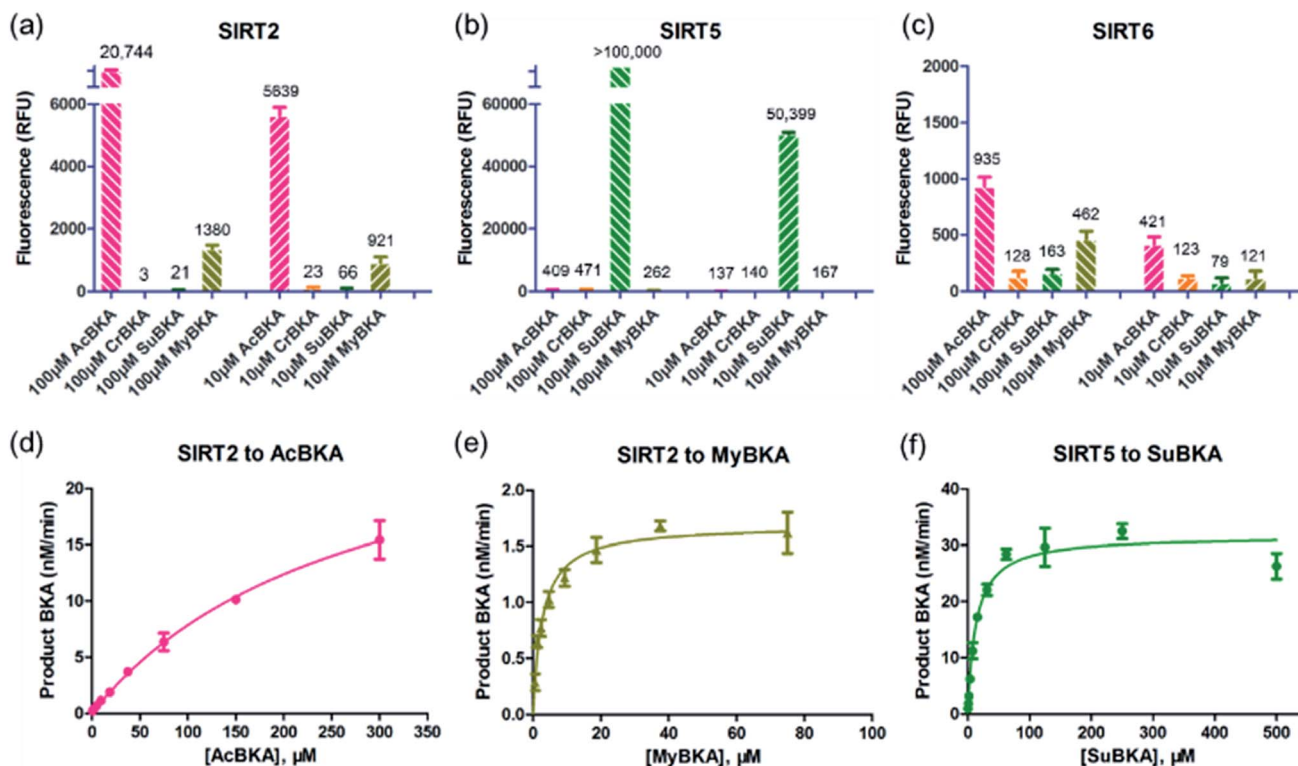 (a) SIRT2
20,744
Fluorescence (RFU)
6000
4000
2000
0
3
21
1380
5639
23
66
921
100µM AcBKA
100µM CrBKA
100µM SuBKA
100µM MyBKA
10µM AcBKA
10µM CrBKA
10µM SuBKA
10µM MyBKA
(b) SIRT5
>100,000
Fluorescence (RFU)
60000
40000
20000
0
409
471
262
137
140
50,399
167
100µM AcBKA
100µM CrBKA
100µM SuBKA
100µM MyBKA
10µM AcBKA
10µM CrBKA
10µM SuBKA
10µM MyBKA
(c) SIRT6
Fluorescence (RFU)
2000
1500
1000
500
0
935
128
163
462
421
123
79
121
100µM AcBKA
100µM CrBKA
100µM SuBKA
100µM MyBKA
10µM AcBKA
10µM CrBKA
10µM SuBKA
10µM MyBKA
(d) SIRT2 to AcBKA
Product BKA (nM/min)
20
15
10
5
0
0 50 100 150 200 250 300 350
[AcBKA], µM
(e) SIRT2 to MyBKA
Product BKA (nM/min)
2.0
1.5
1.0
0.5
0.0
0 20 40 60 80 100
[MyBKA], µM
(f) SIRT5 to SuBKA
Product BKA (nM/min)
40
30
20
10
0
0 100 200 300 400 500
[SuBKA], µM